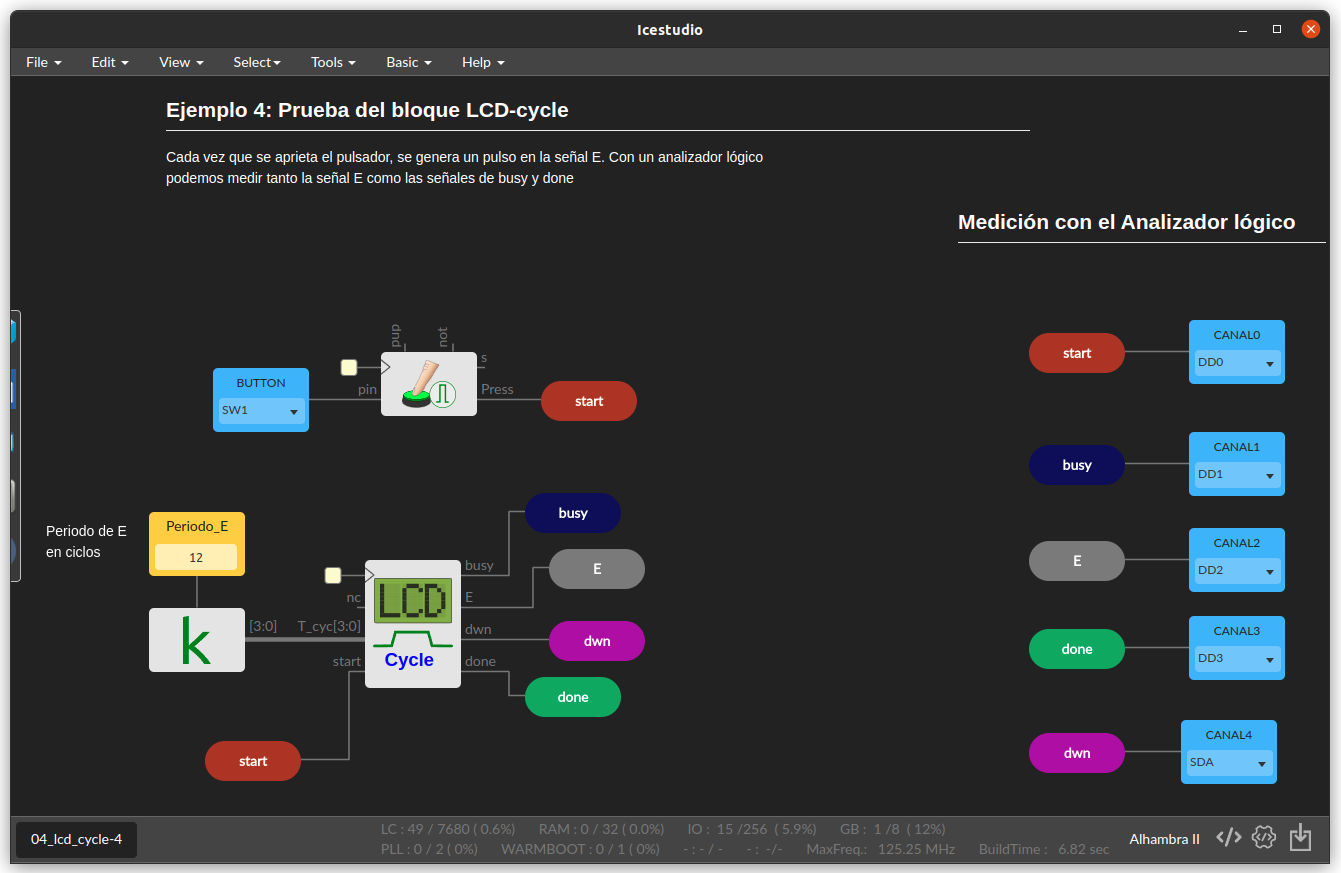 Icestudio
File Edit View Select Tools Basic Help
Ejemplo 4: Prueba del bloque LCD-cycle
Cada vez que se aprieta el pulsador, se genera un pulso en la señal E. Con un analizador lógico
podemos medir tanto la señal E como las señales de busy y done
Medición con el Analizador lógico
BUTTON
SW1
pup
not
s
pin
Press
start
Periodo de E
en ciclos
Periodo_E
12
k
[3:0]
T_cyc[3:0]
nc
start
LCD
Cycle
busy
E
dwn
done
busy
E
dwn
done
start
start
CANAL0
DD0
busy
CANAL1
DD1
E
CANAL2
DD2
done
CANAL3
DD3
dwn
CANAL4
SDA
04_lcd_cycle-4
LC : 49 / 7680 ( 0.6%) RAM : 0 / 32 ( 0.0%) IO : 15 /256 ( 5.9%) GB : 1 /8 ( 12%)
PLL : 0 / 2 ( 0%) WARMBOOT : 0 / 1 ( 0%) - : - / - - : -/- MaxFreq.: 125.25 MHz BuildTime : 6.82 sec
Alhambra II